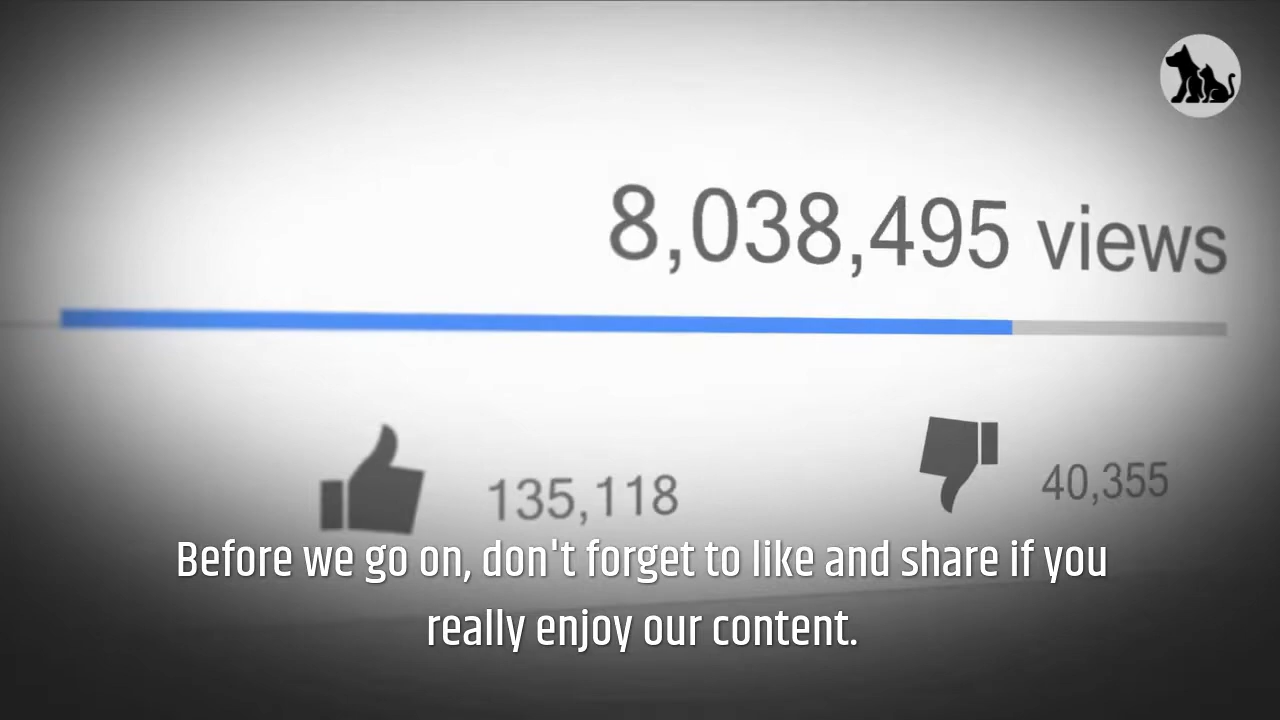 8,038,495 views
135,118
40,355
Before we go on, don't forget to like and share if you
really enjoy our content.